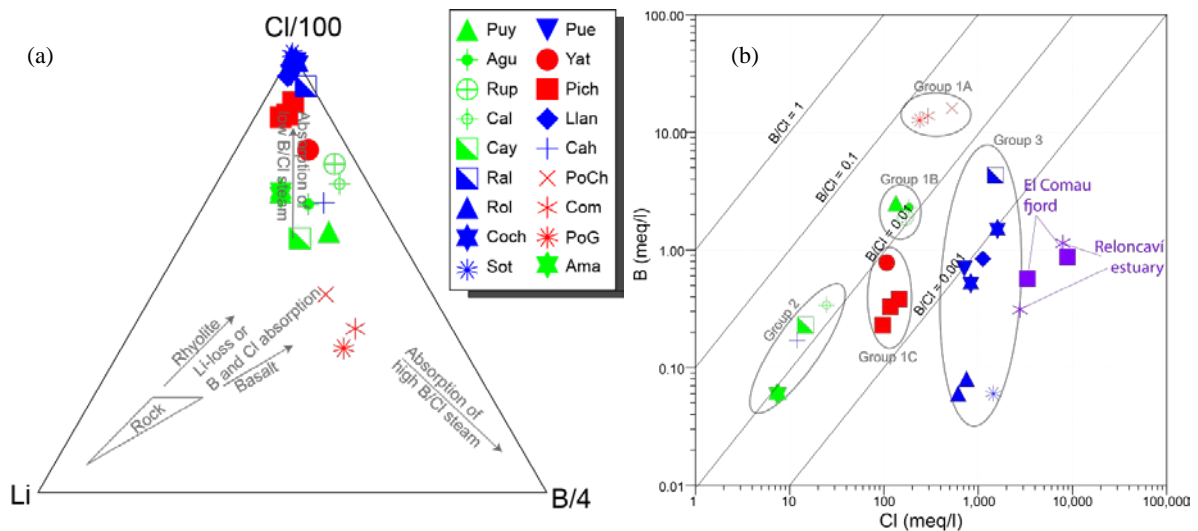 (a)
Cl/100
Li
B/4
Absorption of
low B/Cl steam
Rhyolite
Li-loss or
B and Cl absorption
Basalt
Rock
Absorption of
high B/Cl steam
Puy
Agu
Rup
Cal
Cay
Ral
Rol
Coch
Sot
Pue
Yat
Pich
Llan
Cah
PoCh
Com
PoG
Ama
(b)
B (meq/l)
100.00
10.00
1.00
0.10
0.01
B/Cl = 1
B/Cl = 0.1
B/Cl = 0.01
B/Cl = 0.001
Group 1A
Group 1B
Group 3
Group 2
Group 1C
El Comau
fjord
Reloncaví
estuary
1
10
100
1,000
10,000
100,000
Cl (meq/l)